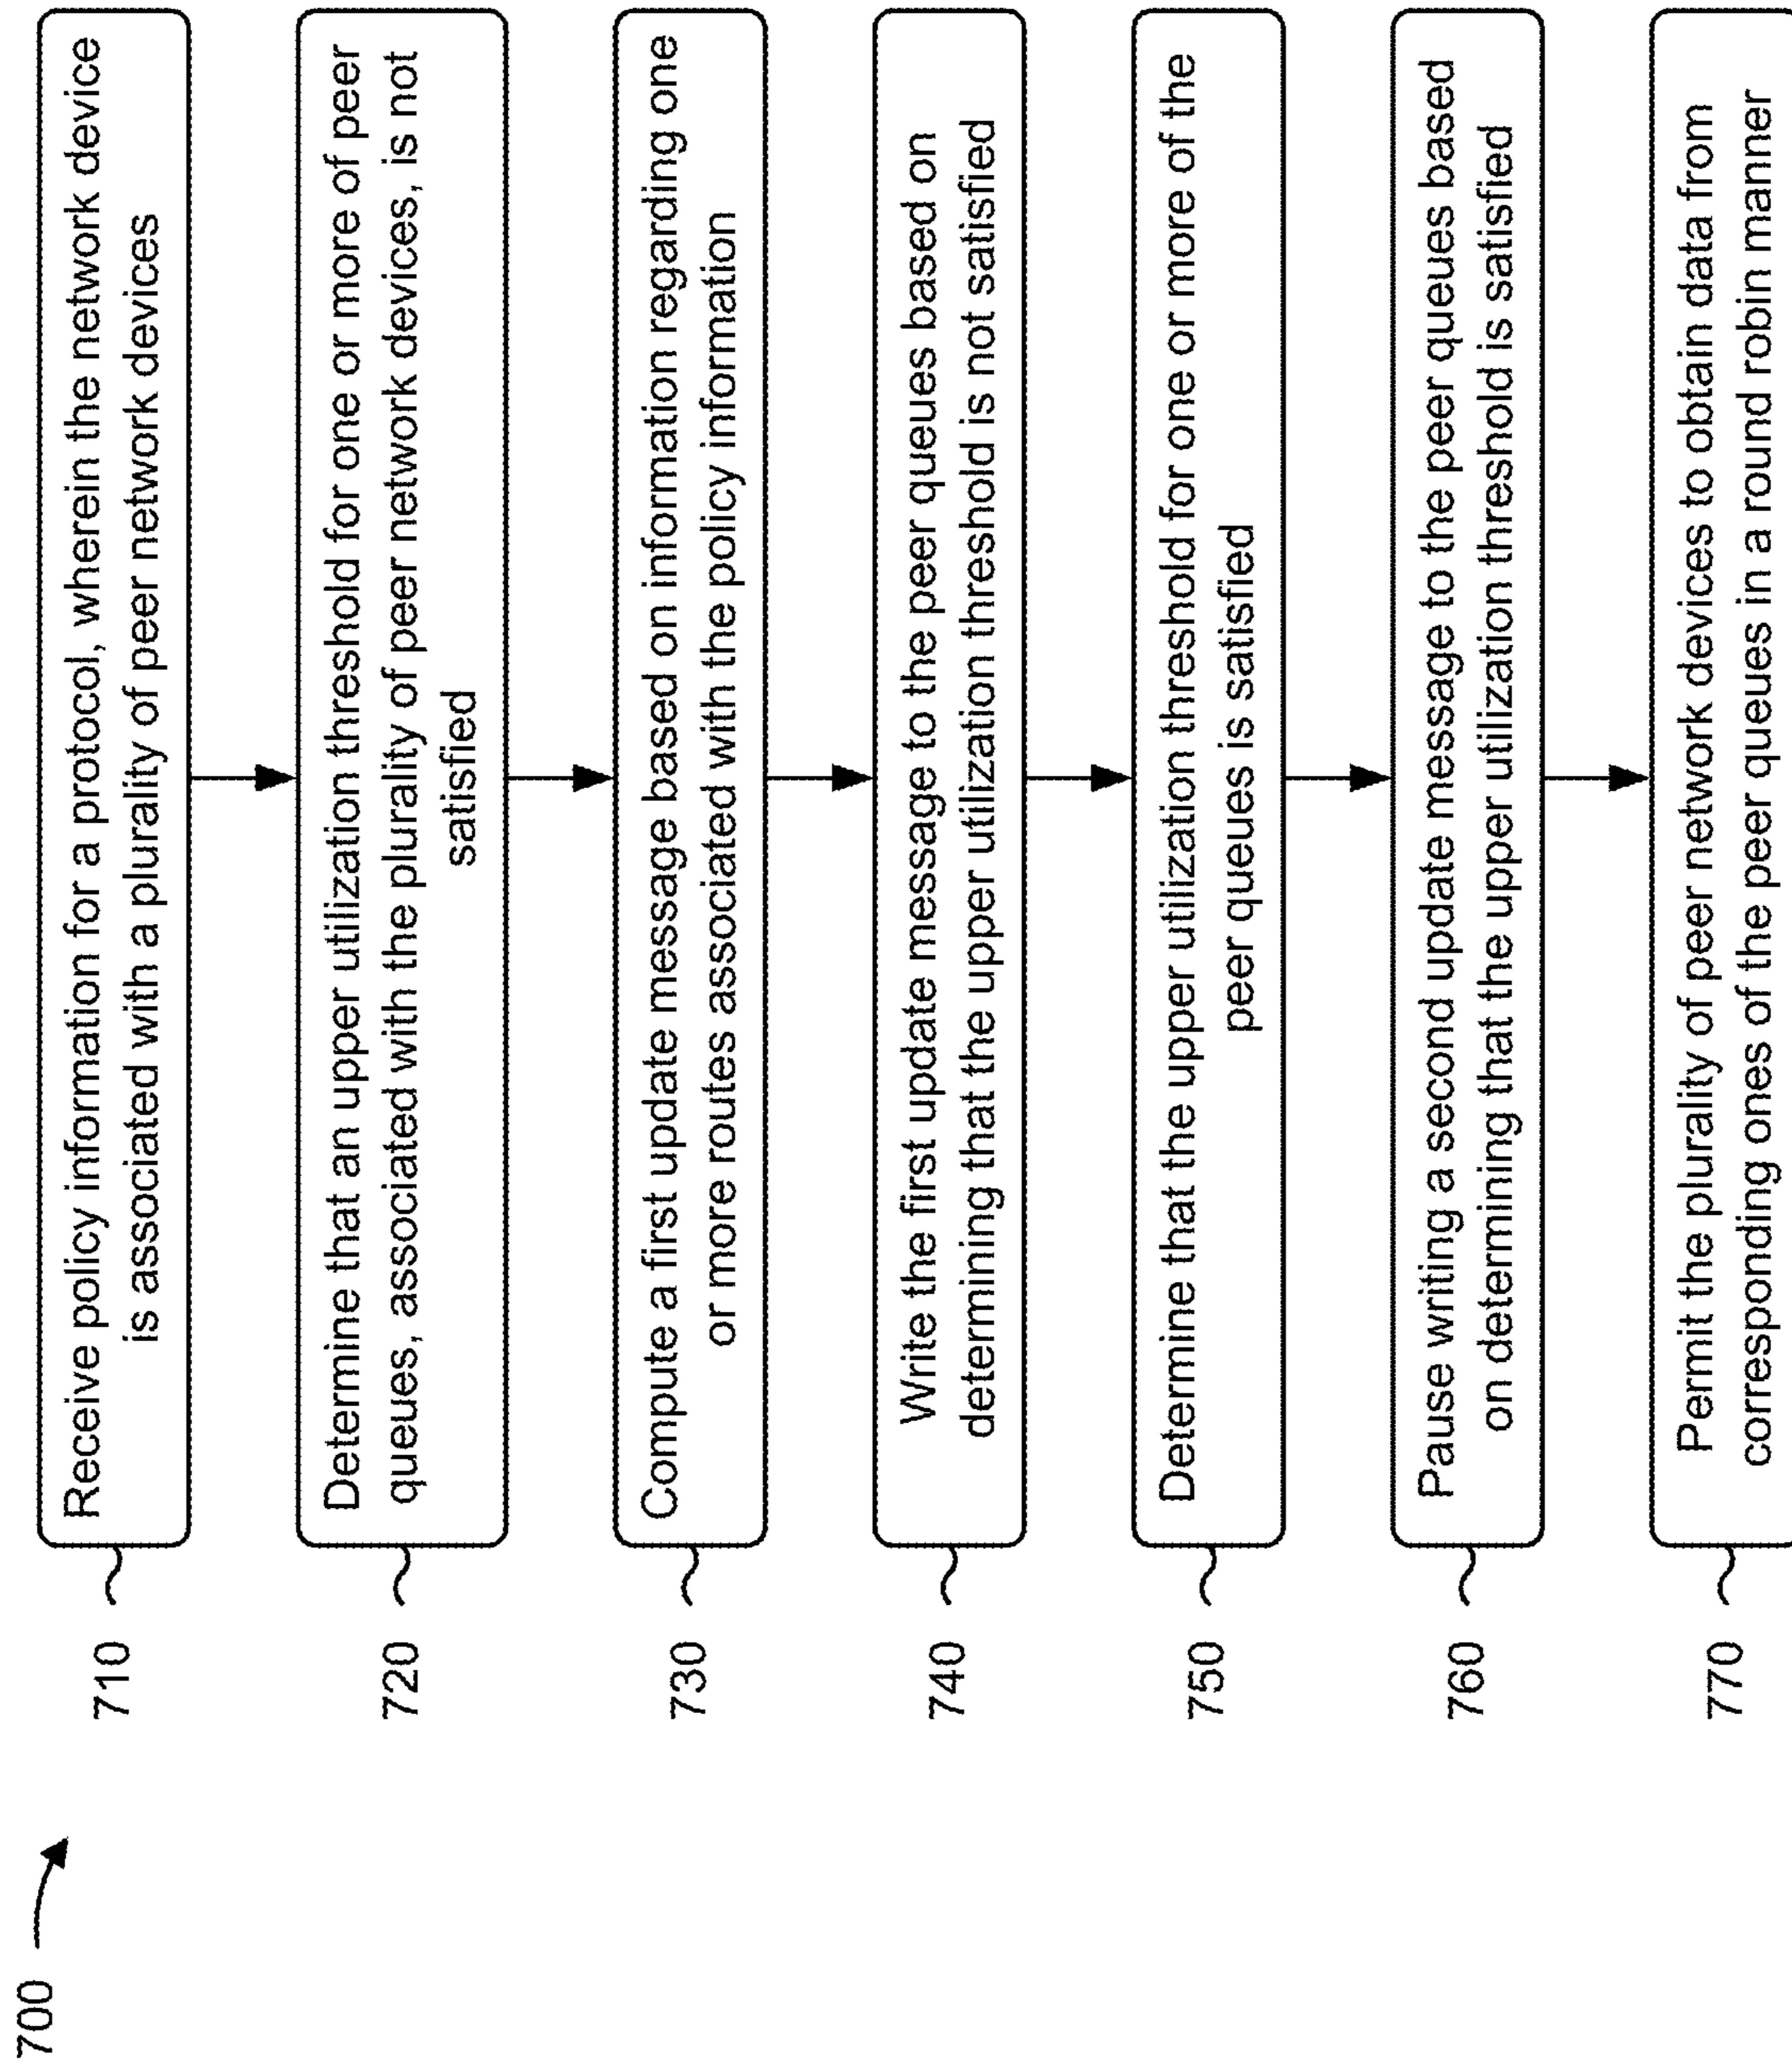 700
710
Receive policy information for a protocol, wherein the network device
is associated with a plurality of peer network devices
720
Determine that an upper utilization threshold for one or more of peer
queues, associated with the plurality of peer network devices, is not
satisfied
730
Compute a first update message based on information regarding one
or more routes associated with the policy information
740
Write the first update message to the peer queues based on
determining that the upper utilization threshold is not satisfied
750
Determine that the upper utilization threshold for one or more of the
peer queues is satisfied
760
Pause writing a second update message to the peer queues based
on determining that the upper utilization threshold is satisfied
770
Permit the plurality of peer network devices to obtain data from
corresponding ones of the peer queues in a round robin manner